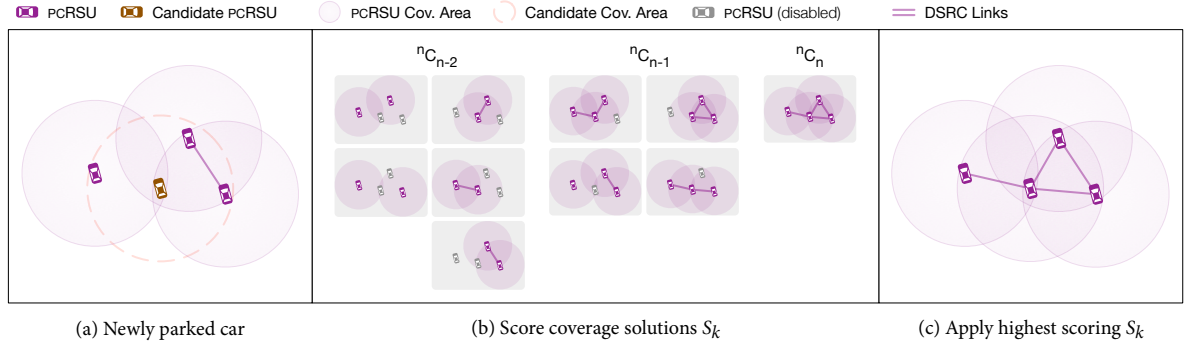 PCRSU Candidate PCRSU PCRSU Cov. Area Candidate Cov. Area PCRSU (disabled) DSRC Links
nCn-2 nCn-1 nCn
(a) Newly parked car (b) Score coverage solutions Sk (c) Apply highest scoring Sk